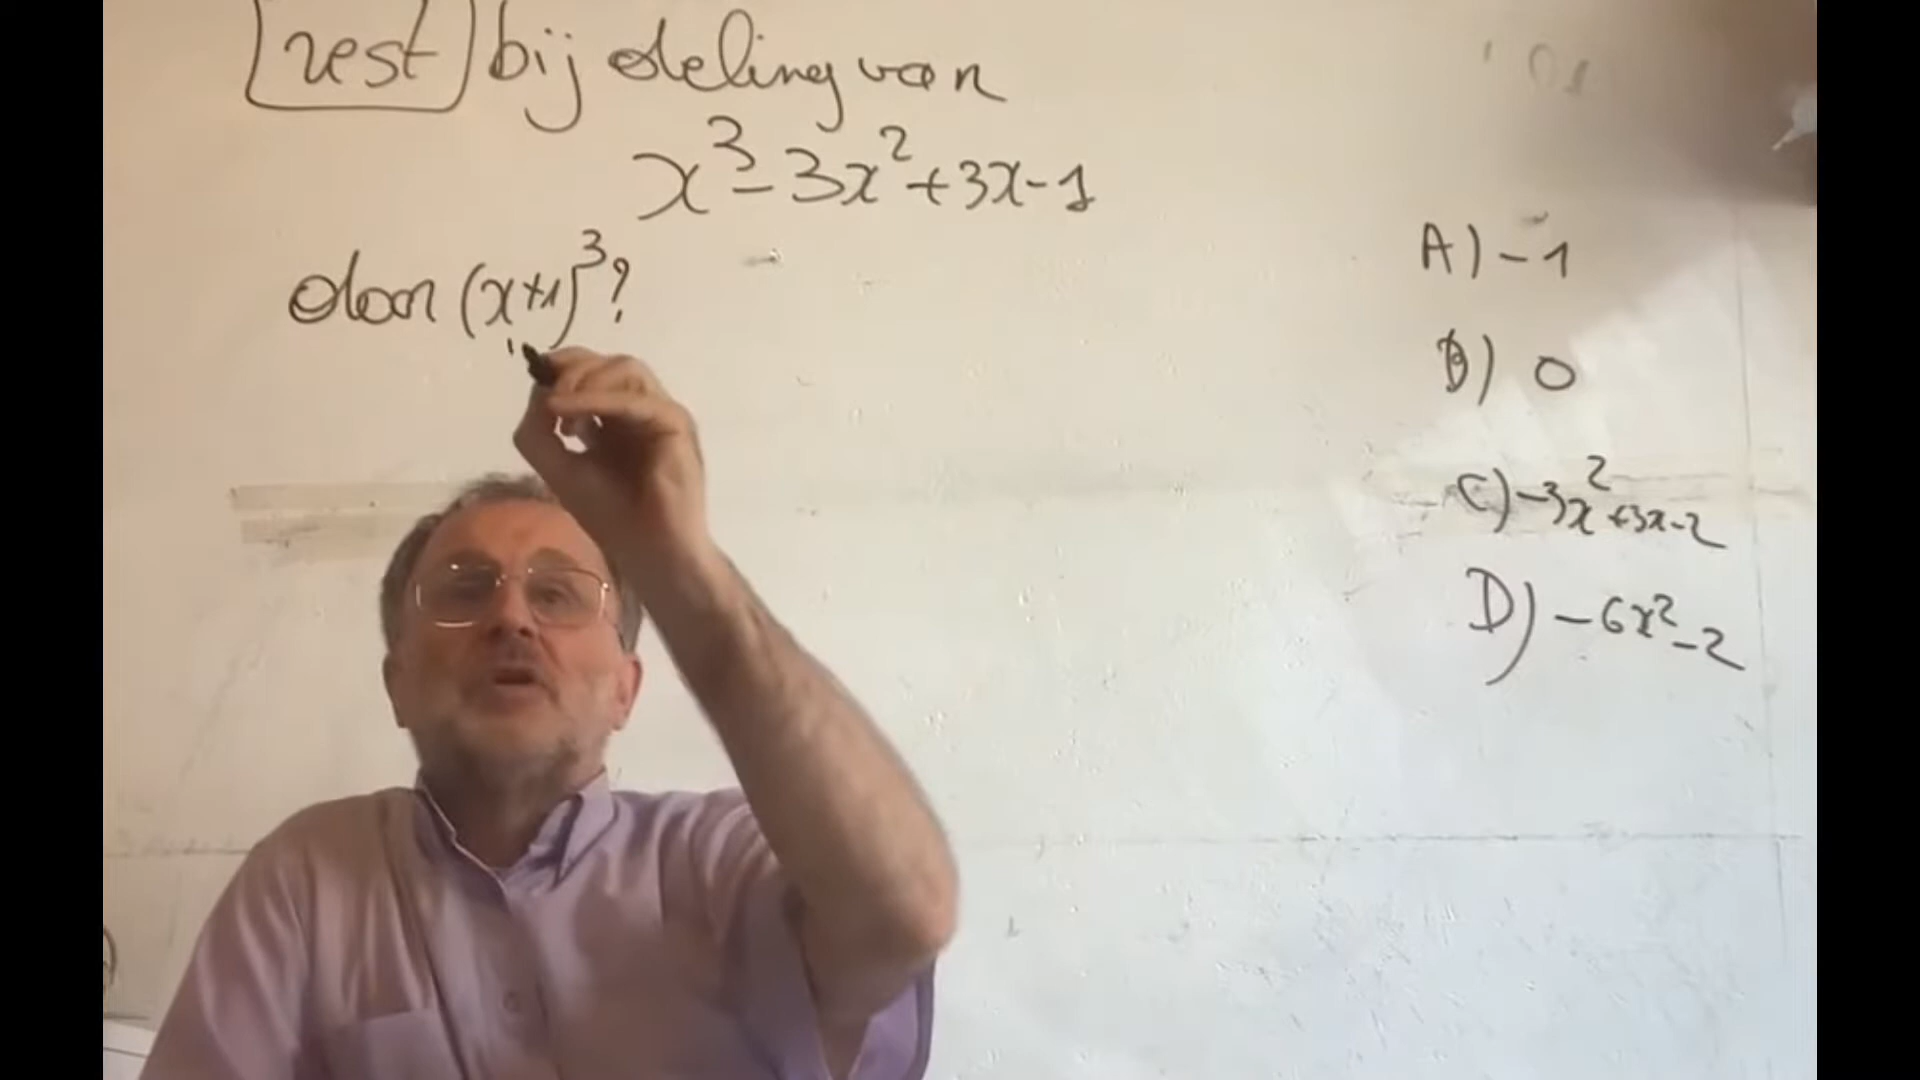 rest bij deling van
x³-3x²+3x-1
door (x+1)³?
A) -1
B) 0
C) -3x²+3x-2
D) -6x²-2